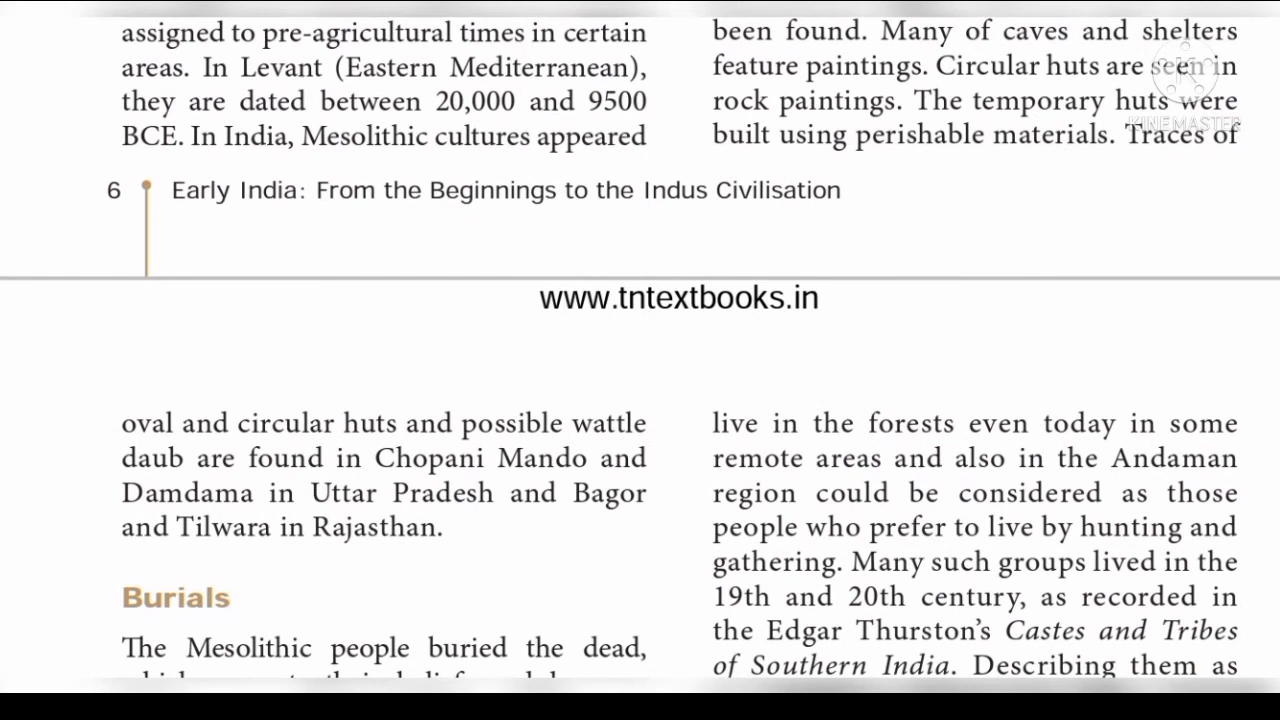 assigned to pre-agricultural times in certain
areas. In Levant (Eastern Mediterranean),
they are dated between 20,000 and 9500
BCE. In India, Mesolithic cultures appeared
been found. Many of caves and shelters
feature paintings. Circular huts are seen in
rock paintings. The temporary huts were
built using perishable materials. Traces of
KINEMASTER
6 Early India: From the Beginnings to the Indus Civilisation
www.tntextbooks.in
oval and circular huts and possible wattle
daub are found in Chopani Mando and
Damdama in Uttar Pradesh and Bagor
and Tilwara in Rajasthan.
Burials
The Mesolithic people buried the dead,
live in the forests even today in some
remote areas and also in the Andaman
region could be considered as those
people who prefer to live by hunting and
gathering. Many such groups lived in the
19th and 20th century, as recorded in
the Edgar Thurston's Castes and Tribes
of Southern India. Describing them as